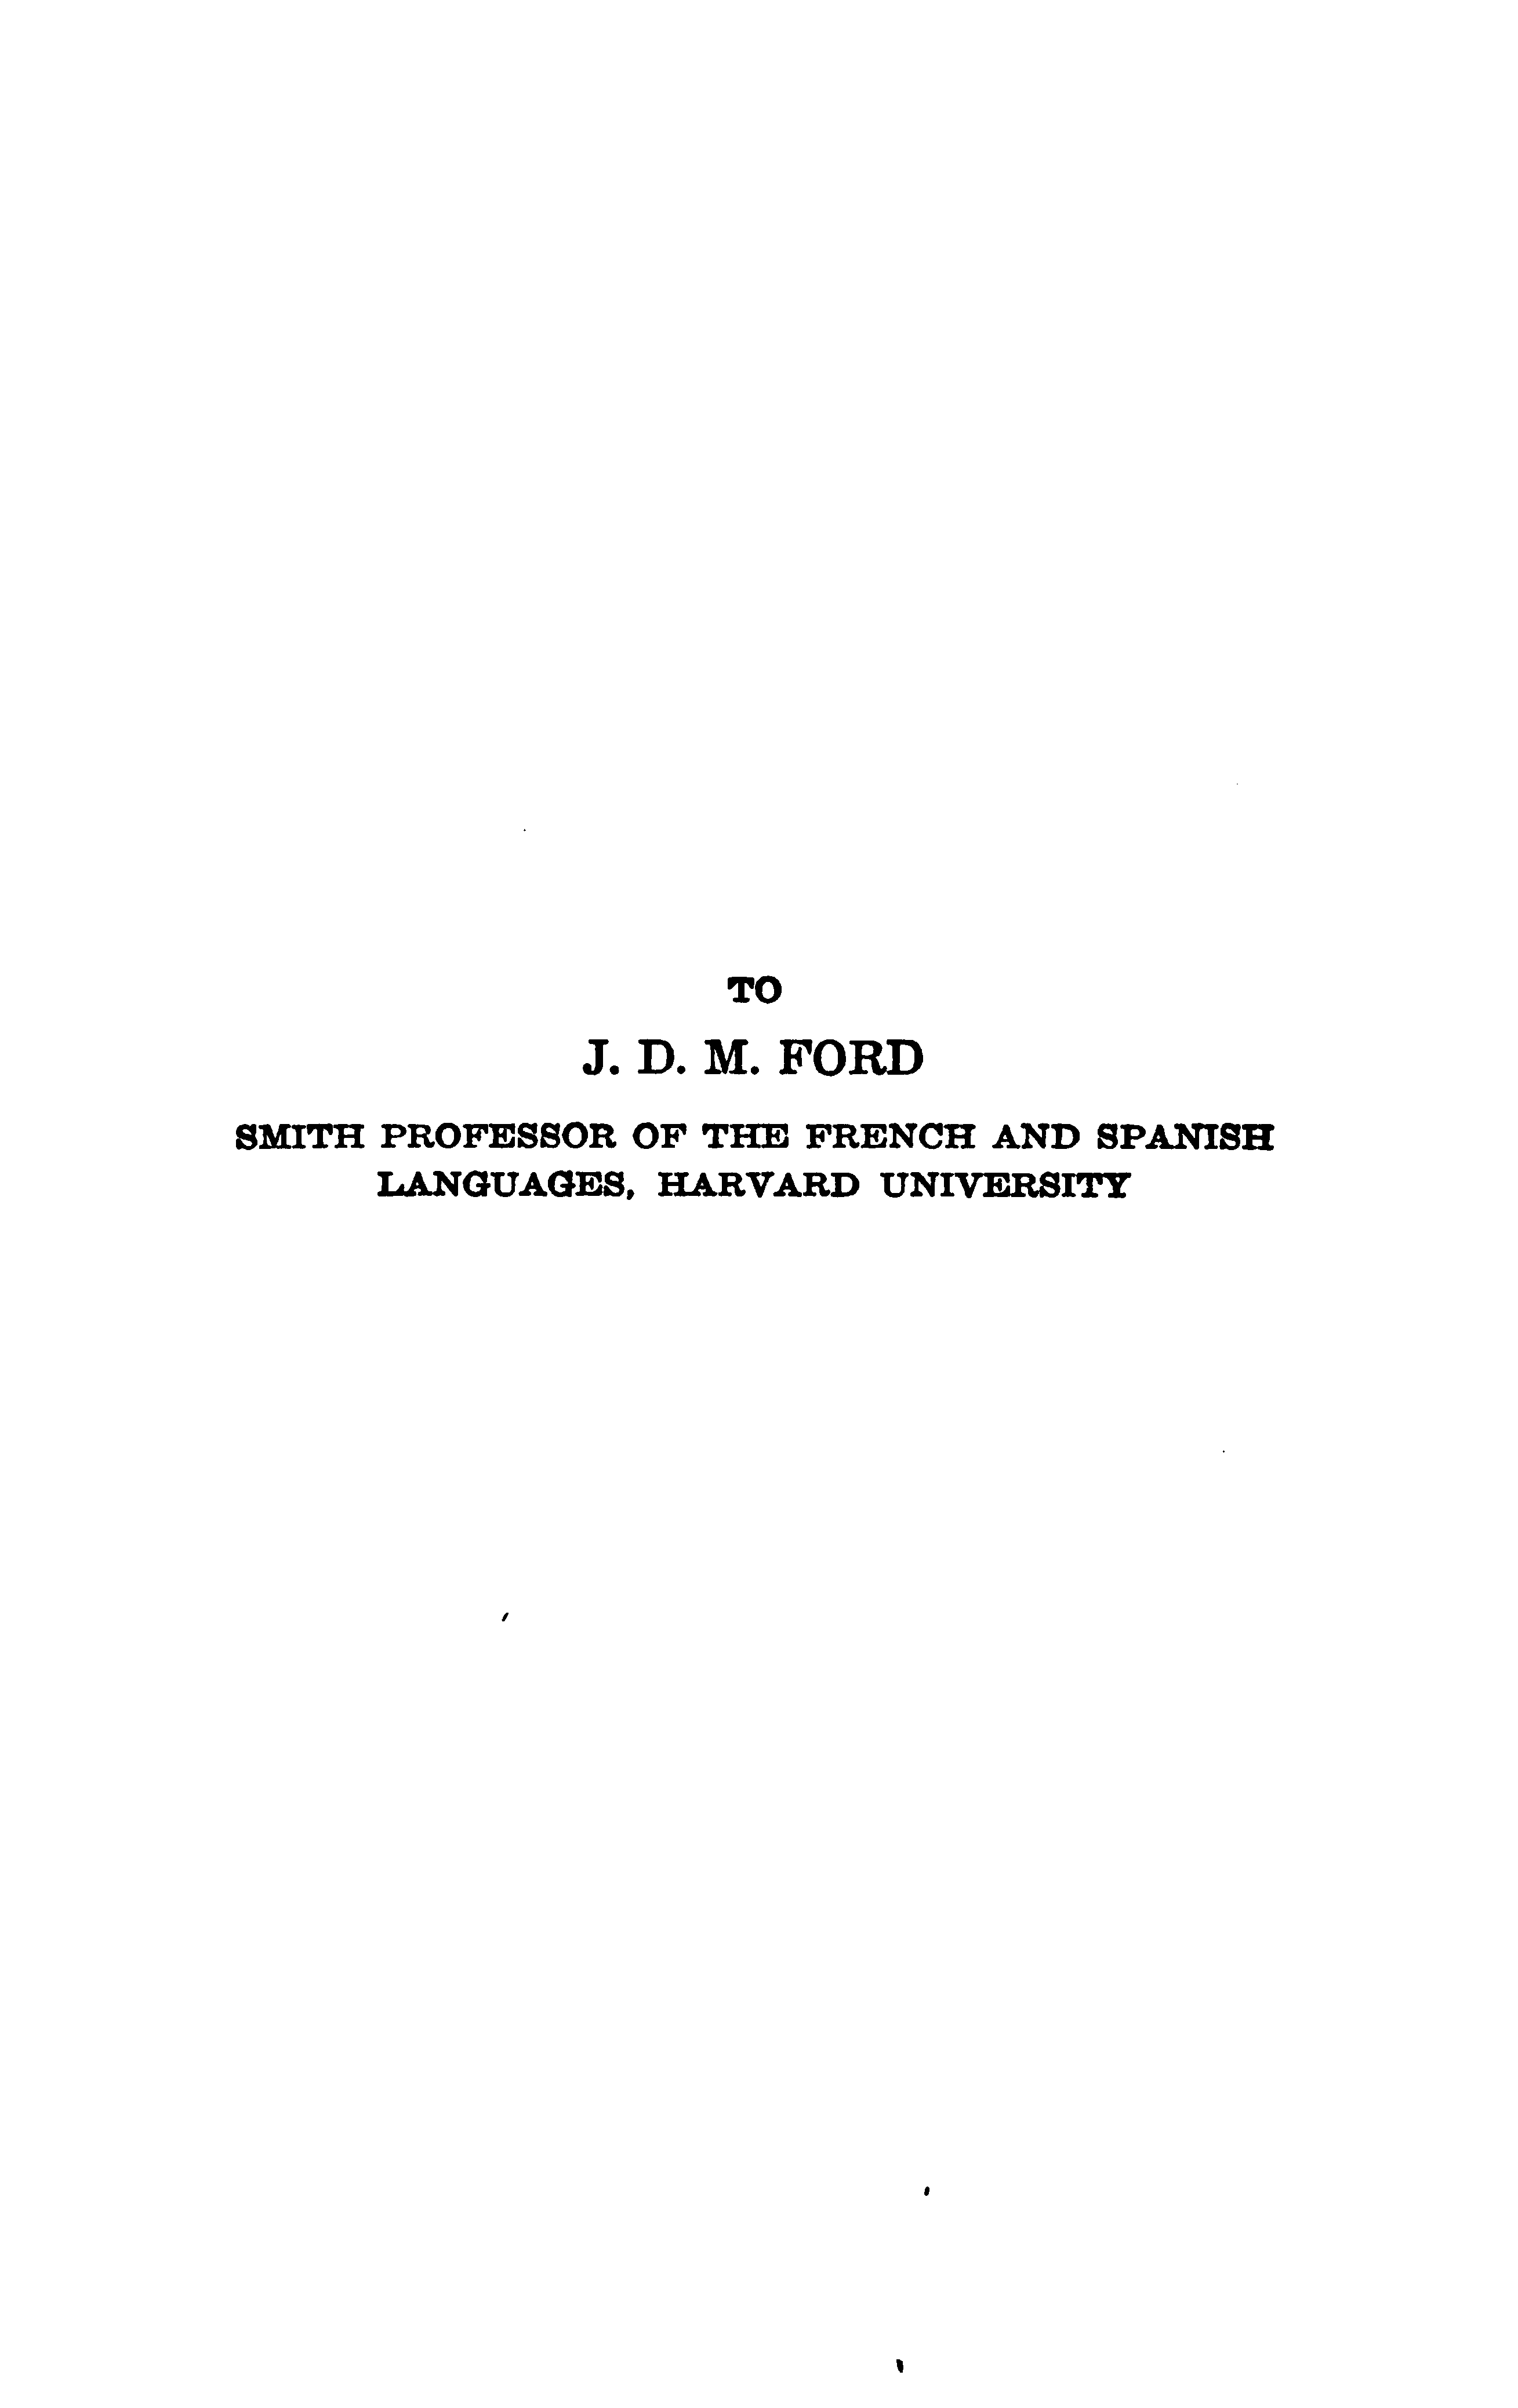 TO
J. D. M. FORD
SMITH PROFESSOR OF THE FRENCH AND SPANISH
LANGUAGES, HARVARD UNIVERSITY